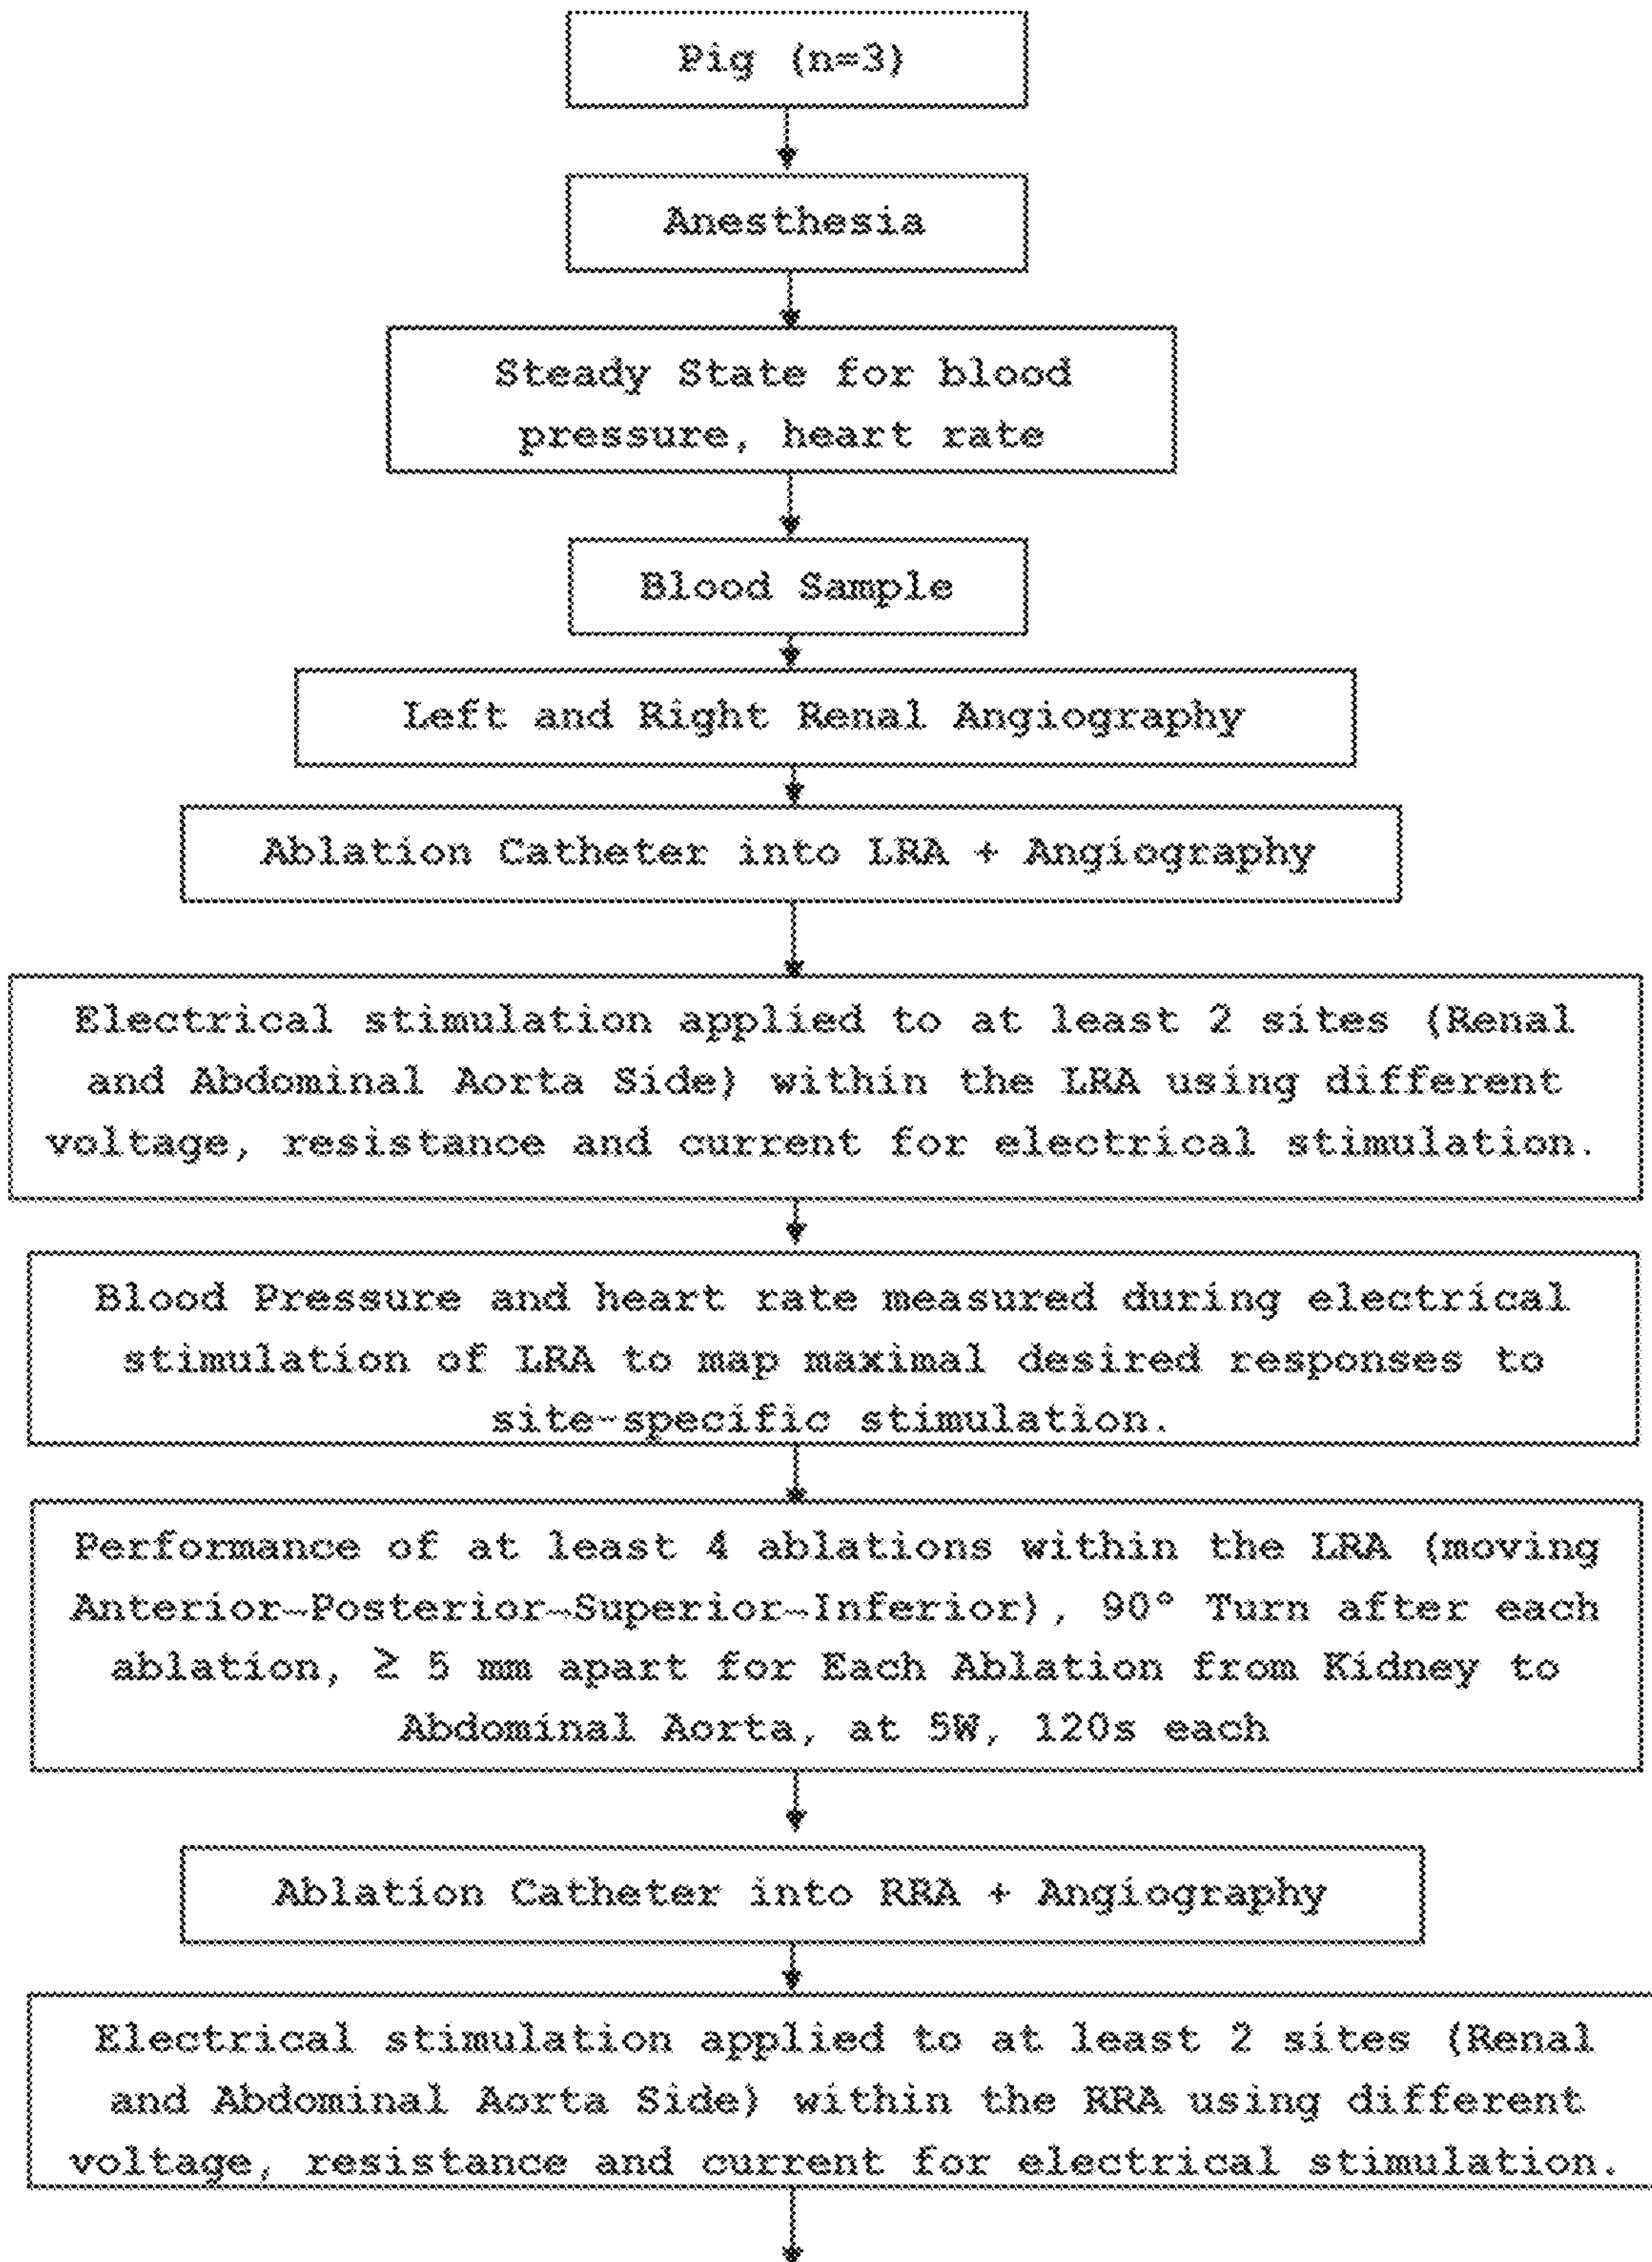 Pig (n=3)
Anesthesia
Steady State for blood
pressure, heart rate
Blood Sample
Left and Right Renal Angiography
Ablation Catheter into LRA + Angiography
Electrical stimulation applied to at least 2 sites (Renal
and Abdominal Aorta Side) within the LRA using different
voltage, resistance and current for electrical stimulation.
Blood Pressure and heart rate measured during electrical
stimulation of LRA to map maximal desired responses to
site-specific stimulation.
Performance of at least 4 ablations within the LRA (moving
Anterior→Posterior→Superior→Inferior), 90° Turn after each
ablation, ≥ 5 mm apart for Each Ablation from Kidney to
Abdominal Aorta, at 5W, 120s each
Ablation Catheter into RRA + Angiography
Electrical stimulation applied to at least 2 sites (Renal
and Abdominal Aorta Side) within the RRA using different
voltage, resistance and current for electrical stimulation.